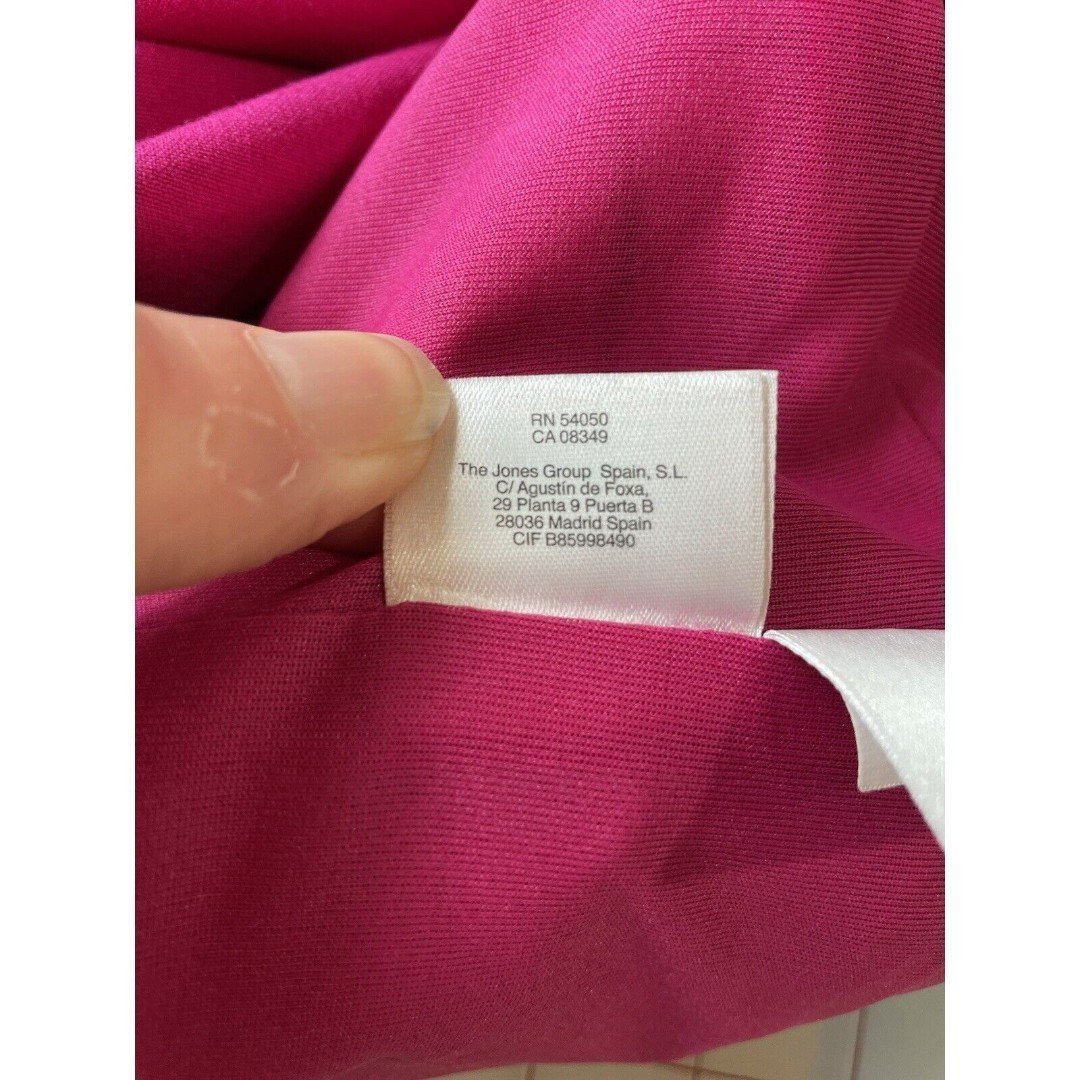 RN 54050
CA 08349
The Jones Group Spain, S.L.
C/ Agustín de Foxa,
29 Planta 9 Puerta B
28036 Madrid Spain
CIF B85998490